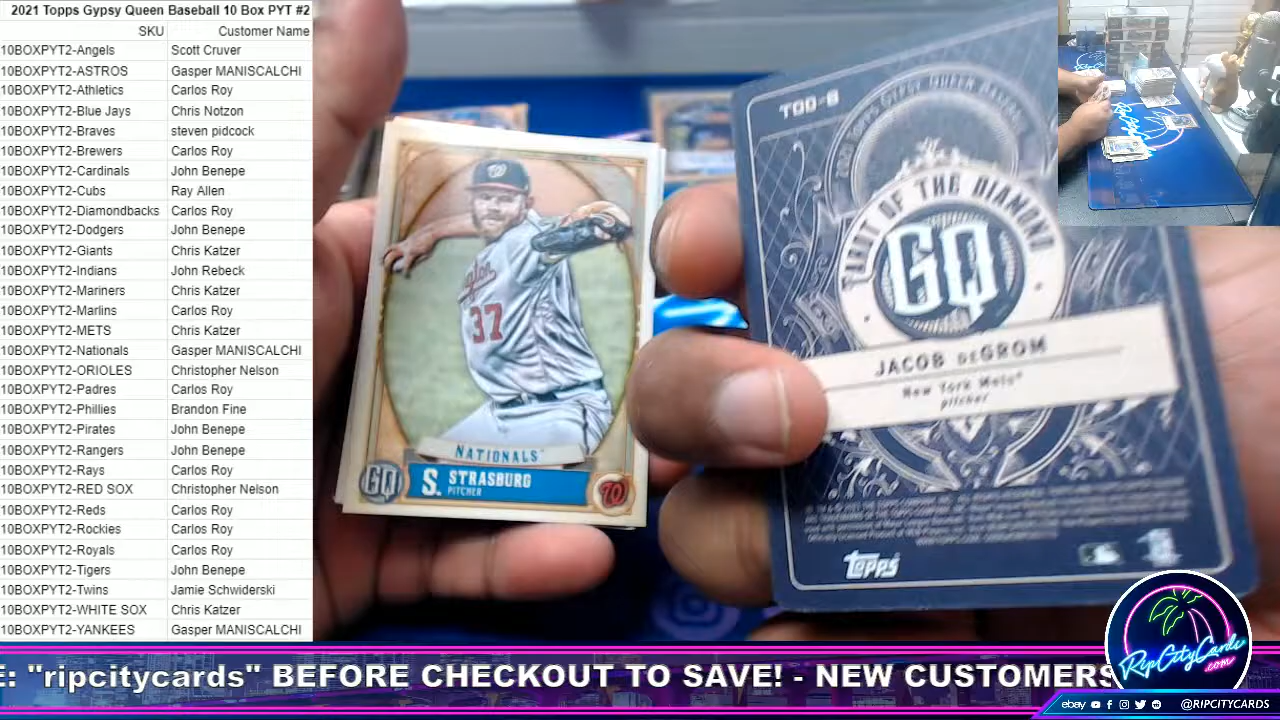 2021 Topps Gypsy Queen Baseball 10 Box PYT #2
SKU Customer Name
10BOXPYT2-Angels Scott Cruver
10BOXPYT2-ASTROS Gasper MANISCALCHI
10BOXPYT2-Athletics Carlos Roy
10BOXPYT2-Blue Jays Chris Notzon
10BOXPYT2-Braves steven pidcock
10BOXPYT2-Brewers Carlos Roy
10BOXPYT2-Cardinals John Benepe
10BOXPYT2-Cubs Ray Allen
10BOXPYT2-Diamondbacks Carlos Roy
10BOXPYT2-Dodgers John Benepe
10BOXPYT2-Giants Chris Katzer
10BOXPYT2-Indians John Rebeck
10BOXPYT2-Mariners Chris Katzer
10BOXPYT2-Marlins Carlos Roy
10BOXPYT2-METS Chris Katzer
10BOXPYT2-Nationals Gasper MANISCALCHI
10BOXPYT2-ORIOLES Christopher Nelson
10BOXPYT2-Padres Carlos Roy
10BOXPYT2-Phillies Brandon Fine
10BOXPYT2-Pirates John Benepe
10BOXPYT2-Rangers John Benepe
10BOXPYT2-Rays Carlos Roy
10BOXPYT2-RED SOX Christopher Nelson
10BOXPYT2-Reds Carlos Roy
10BOXPYT2-Rockies Carlos Roy
10BOXPYT2-Royals Carlos Roy
10BOXPYT2-Tigers John Benepe
10BOXPYT2-Twins Jamie Schwiderski
10BOXPYT2-WHITE SOX Chris Katzer
10BOXPYT2-YANKEES Gasper MANISCALCHI
37
NATIONALS
GQ S. STRASBURG
PITCHER
TOD-6
OF THE DIAMOND
GQ
JACOB DEGROM
New York Mets®
pitcher
Topps
E: "ripcitycards" BEFORE CHECKOUT TO SAVE! - NEW CUSTOMERS
RipCityCards
.com
ebay @RIPCITYCARDS